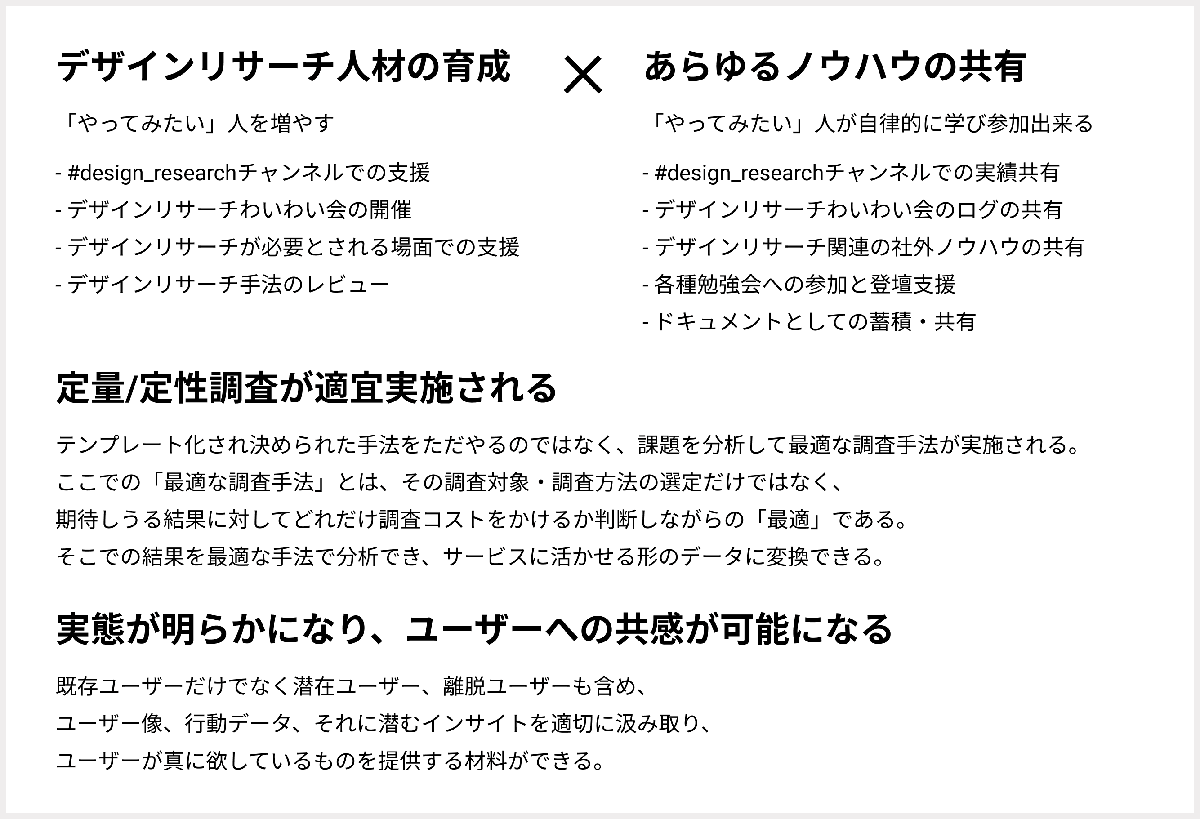 デザインリサーチ人材の育成
「やってみたい」人を増やす
- #design_researchチャンネルでの支援
- デザインリサーチわいわい会の開催
- デザインリサーチが必要とされる場面での支援
- デザインリサーチ手法のレビュー
×
あらゆるノウハウの共有
「やってみたい」人が自律的に学び参加出来る
- #design_researchチャンネルでの実績共有
- デザインリサーチわいわい会のログの共有
- デザインリサーチ関連の社外ノウハウの共有
- 各種勉強会への参加と登壇支援
- ドキュメントとしての蓄積・共有
定量/定性調査が適宜実施される
テンプレート化され決められた手法をただやるのではなく、課題を分析して最適な調査手法が実施される。
ここでの「最適な調査手法」とは、その調査対象・調査方法の選定だけではなく、
期待しうる結果に対してどれだけ調査コストをかけるか判断しながらの「最適」である。
そこでの結果を最適な手法で分析でき、サービスに活かせる形のデータに変換できる。
実態が明らかになり、ユーザーへの共感が可能になる
既存ユーザーだけでなく潜在ユーザー、離脱ユーザーも含め、
ユーザー像、行動データ、それに潜むインサイトを適切に汲み取り、
ユーザーが真に欲しているものを提供する材料ができる。